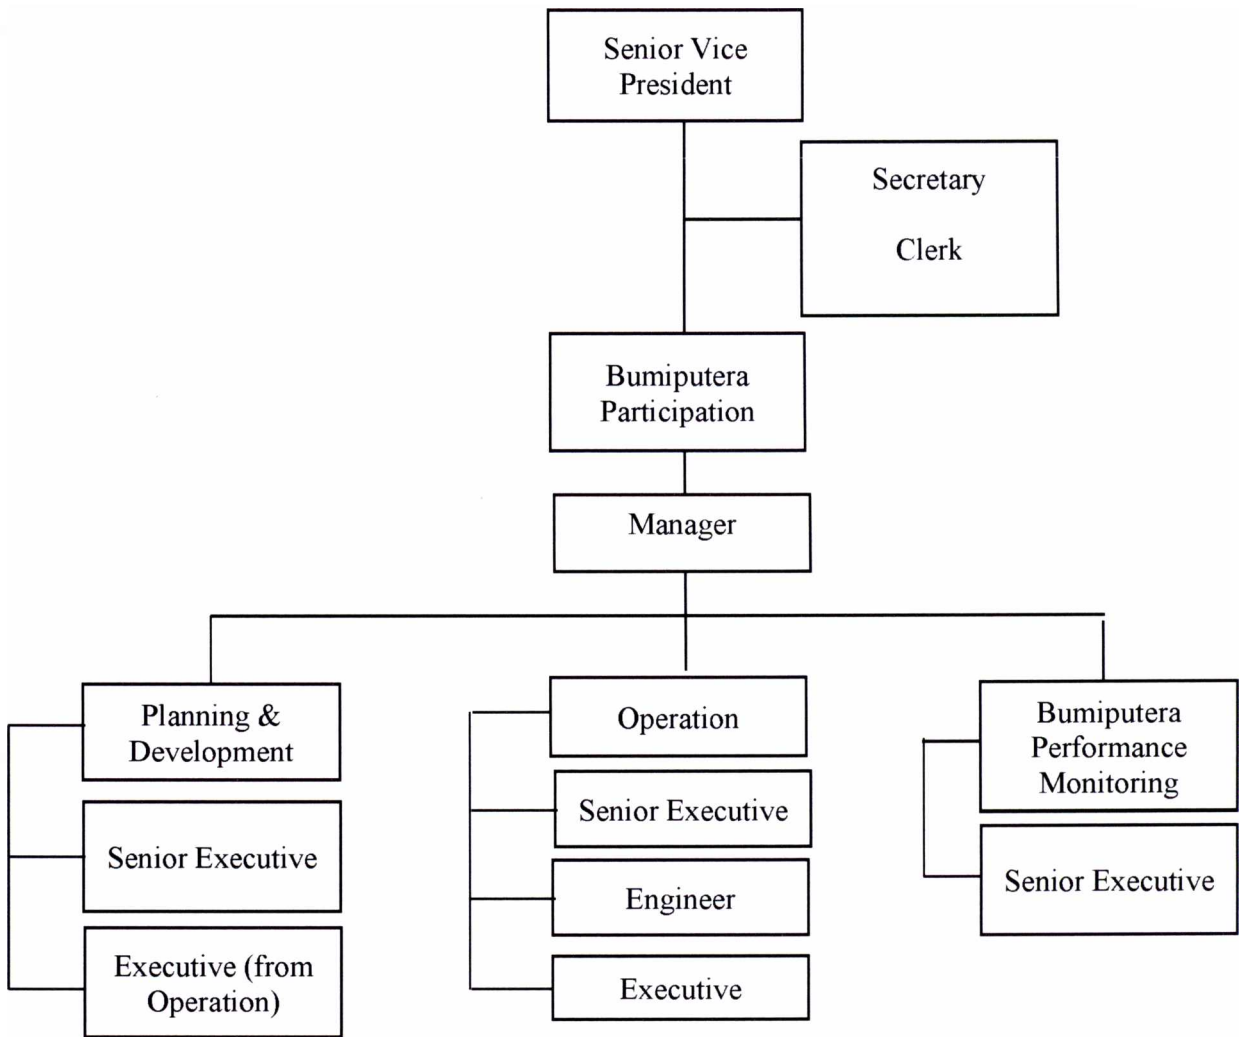 Senior Vice
President
Secretary
Clerk
Bumiputera
Participation
Manager
Planning &
Development
Senior Executive
Executive (from
Operation)
Operation
Senior Executive
Engineer
Executive
Bumiputera
Performance
Monitoring
Senior Executive